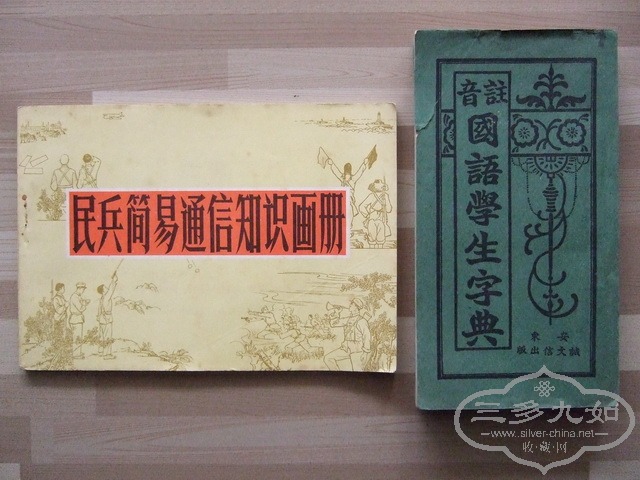 民兵简易通信知识画册
註音
國語學生字典
安東
誠文信出版
三多九如
www.silver-china.net
收藏网